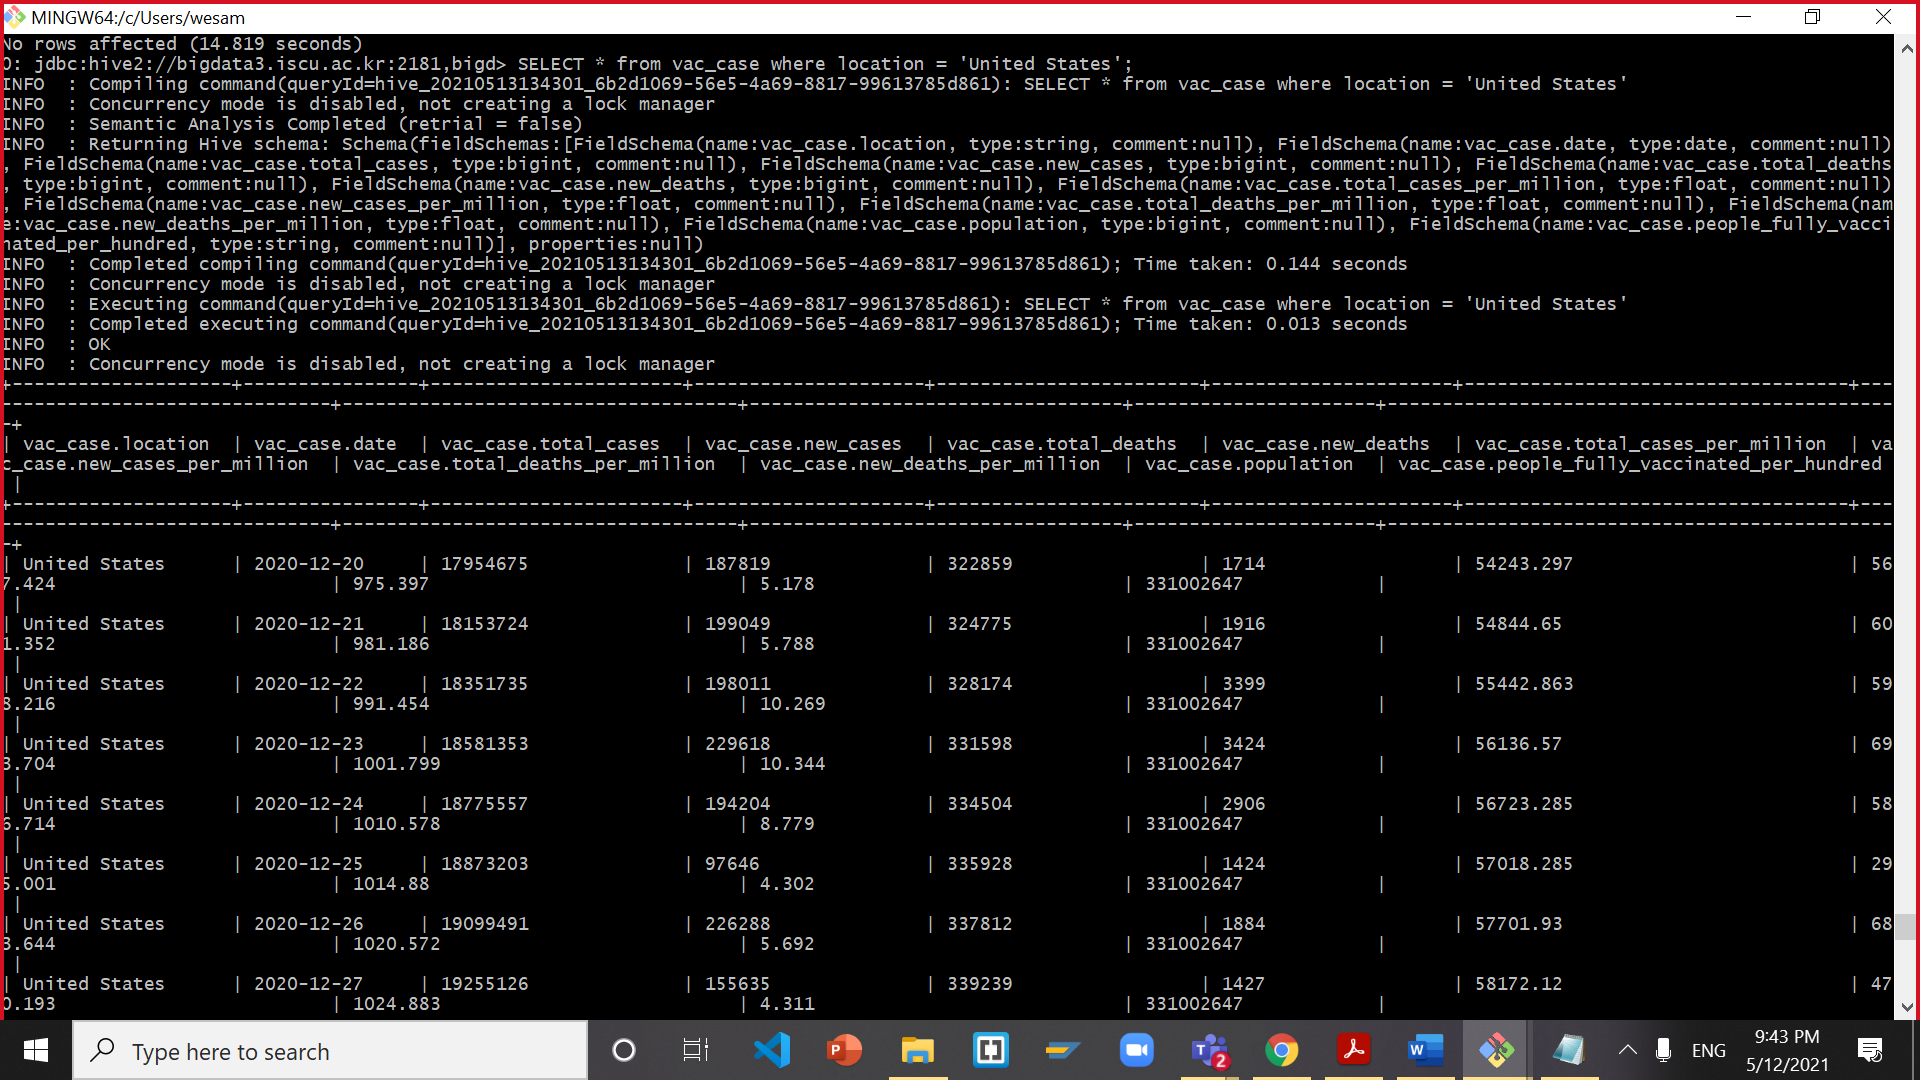 MINGW64:/c/Users/wesam
No rows affected (14.819 seconds)
0: jdbc:hive2://bigdata3.iscu.ac.kr:2181,bigd> SELECT * from vac_case where location = 'United States';
INFO  : Compiling command(queryId=hive_20210513134301_6b2d1069-56e5-4a69-8817-99613785d861): SELECT * from vac_case where location = 'United States'
INFO  : Concurrency mode is disabled, not creating a lock manager
INFO  : Semantic Analysis Completed (retrial = false)
INFO  : Returning Hive schema: Schema(fieldSchemas:[FieldSchema(name:vac_case.location, type:string, comment:null), FieldSchema(name:vac_case.date, type:date, comment:null)
, FieldSchema(name:vac_case.total_cases, type:bigint, comment:null), FieldSchema(name:vac_case.new_cases, type:bigint, comment:null), FieldSchema(name:vac_case.total_deaths
, type:bigint, comment:null), FieldSchema(name:vac_case.new_deaths, type:bigint, comment:null), FieldSchema(name:vac_case.total_cases_per_million, type:float, comment:null)
, FieldSchema(name:vac_case.new_cases_per_million, type:float, comment:null), FieldSchema(name:vac_case.total_deaths_per_million, type:float, comment:null), FieldSchema(nam
e:vac_case.new_deaths_per_million, type:float, comment:null), FieldSchema(name:vac_case.population, type:bigint, comment:null), FieldSchema(name:vac_case.people_fully_vacci
nated_per_hundred, type:string, comment:null)], properties:null)
INFO  : Completed compiling command(queryId=hive_20210513134301_6b2d1069-56e5-4a69-8817-99613785d861); Time taken: 0.144 seconds
INFO  : Concurrency mode is disabled, not creating a lock manager
INFO  : Executing command(queryId=hive_20210513134301_6b2d1069-56e5-4a69-8817-99613785d861): SELECT * from vac_case where location = 'United States'
INFO  : Completed executing command(queryId=hive_20210513134301_6b2d1069-56e5-4a69-8817-99613785d861); Time taken: 0.013 seconds
INFO  : OK
INFO  : Concurrency mode is disabled, not creating a lock manager
| vac_case.location | vac_case.date | vac_case.total_cases | vac_case.new_cases | vac_case.total_deaths | vac_case.new_deaths | vac_case.total_cases_per_million | va
c_case.new_cases_per_million | vac_case.total_deaths_per_million | vac_case.new_deaths_per_million | vac_case.population | vac_case.people_fully_vaccinated_per_hundred
|
| United States | 2020-12-20 | 17954675 | 187819 | 322859 | 1714 | 54243.297 | 56
7.424 | 975.397 | 5.178 | 331002647 |
|
| United States | 2020-12-21 | 18153724 | 199049 | 324775 | 1916 | 54844.65 | 60
1.352 | 981.186 | 5.788 | 331002647 |
|
| United States | 2020-12-22 | 18351735 | 198011 | 328174 | 3399 | 55442.863 | 59
8.216 | 991.454 | 10.269 | 331002647 |
|
| United States | 2020-12-23 | 18581353 | 229618 | 331598 | 3424 | 56136.57 | 69
3.704 | 1001.799 | 10.344 | 331002647 |
|
| United States | 2020-12-24 | 18775557 | 194204 | 334504 | 2906 | 56723.285 | 58
6.714 | 1010.578 | 8.779 | 331002647 |
|
| United States | 2020-12-25 | 18873203 | 97646 | 335928 | 1424 | 57018.285 | 29
5.001 | 1014.88 | 4.302 | 331002647 |
|
| United States | 2020-12-26 | 19099491 | 226288 | 337812 | 1884 | 57701.93 | 68
3.644 | 1020.572 | 5.692 | 331002647 |
|
| United States | 2020-12-27 | 19255126 | 155635 | 339239 | 1427 | 58172.12 | 47
0.193 | 1024.883 | 4.311 | 331002647 |
Type here to search
P
T
2
W
ENG
9:43 PM
5/12/2021